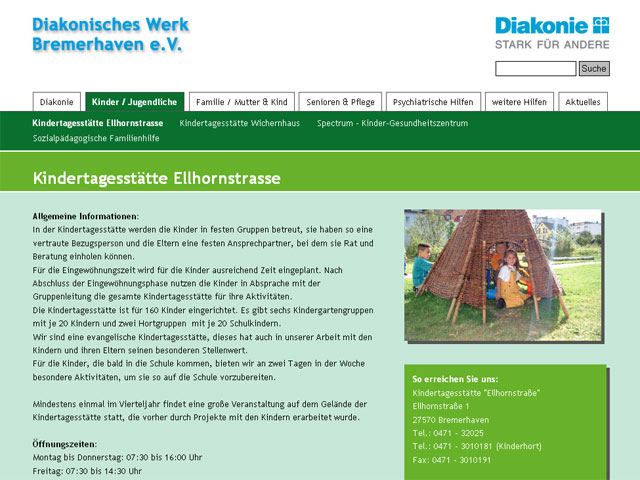 Diakonisches Werk
Bremerhaven e.V.
Diakonie
STARK FÜR ANDERE
Suche
Diakonie
Kinder / Jugendliche
Familie / Mutter & Kind
Senioren & Pflege
Psychiatrische Hilfen
weitere Hilfen
Aktuelles
Kindertagesstätte Ellhornstrasse
Kindertagesstätte Wichernhaus
Spectrum - Kinder-Gesundheitszentrum
Sozialpädagogische Familienhilfe
Kindertagesstätte Ellhornstrasse
Allgemeine Informationen:
In der Kindertagesstätte werden die Kinder in festen Gruppen betreut, sie haben so eine
vertraute Bezugsperson und die Eltern eine festen Ansprechpartner, bei dem sie Rat und
Beratung einholen können.
Für die Eingewöhnungszeit wird für die Kinder ausreichend Zeit eingeplant. Nach
Abschluss der Eingewöhnungsphase nutzen die Kinder in Absprache mit der
Gruppenleitung die gesamte Kindertagesstätte für ihre Aktivitäten.
Die Kindertagesstätte ist für 160 Kinder eingerichtet. Es gibt sechs Kindergartengruppen
mit je 20 Kindern und zwei Hortgruppen mit je 20 Schulkindern.
Wir sind eine evangelische Kindertagesstätte, dieses hat auch in unserer Arbeit mit den
Kindern und ihren Eltern seinen besonderen Stellenwert.
Für die Kinder, die bald in die Schule kommen, bieten wir an zwei Tagen in der Woche
besondere Aktivitäten, um sie so auf die Schule vorzubereiten.
Mindestens einmal im Vierteljahr findet eine große Veranstaltung auf dem Gelände der
Kindertagesstätte statt, die vorher durch Projekte mit den Kindern erarbeitet wurde.
Öffnungszeiten:
Montag bis Donnerstag: 07:30 bis 16:00 Uhr
Freitag: 07:30 bis 14:30 Uhr
So erreichen Sie uns:
Kindertagesstätte "Ellhornstraße"
Ellhornstraße 1
27570 Bremerhaven
Tel.: 0471 - 32025
Tel.: 0471 - 3010181 (Kinderhort)
Fax: 0471 - 3010191